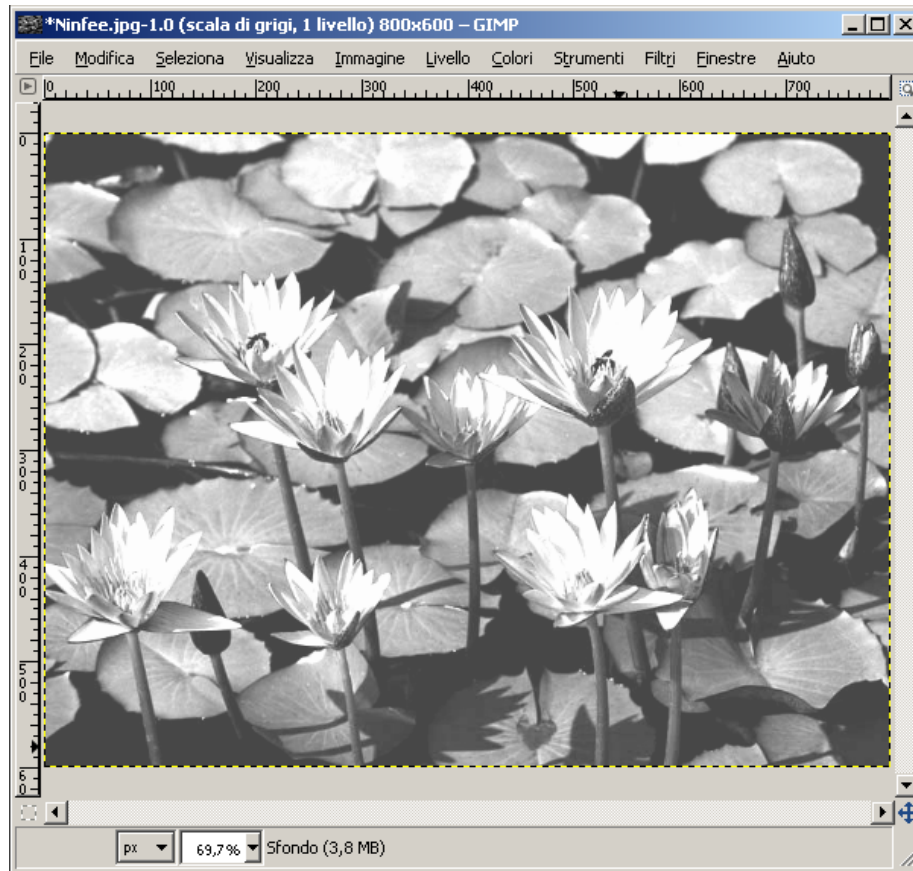 *Ninfee.jpg-1.0 (scala di grigi, 1 livello) 800x600 – GIMP
File Modifica Seleziona Visualizza Immagine Livello Colori Strumenti Filtri Finestre Aiuto
0 100 200 300 400 500 600 700
0
100
200
300
400
500
60
px 69,7% Sfondo (3,8 MB)